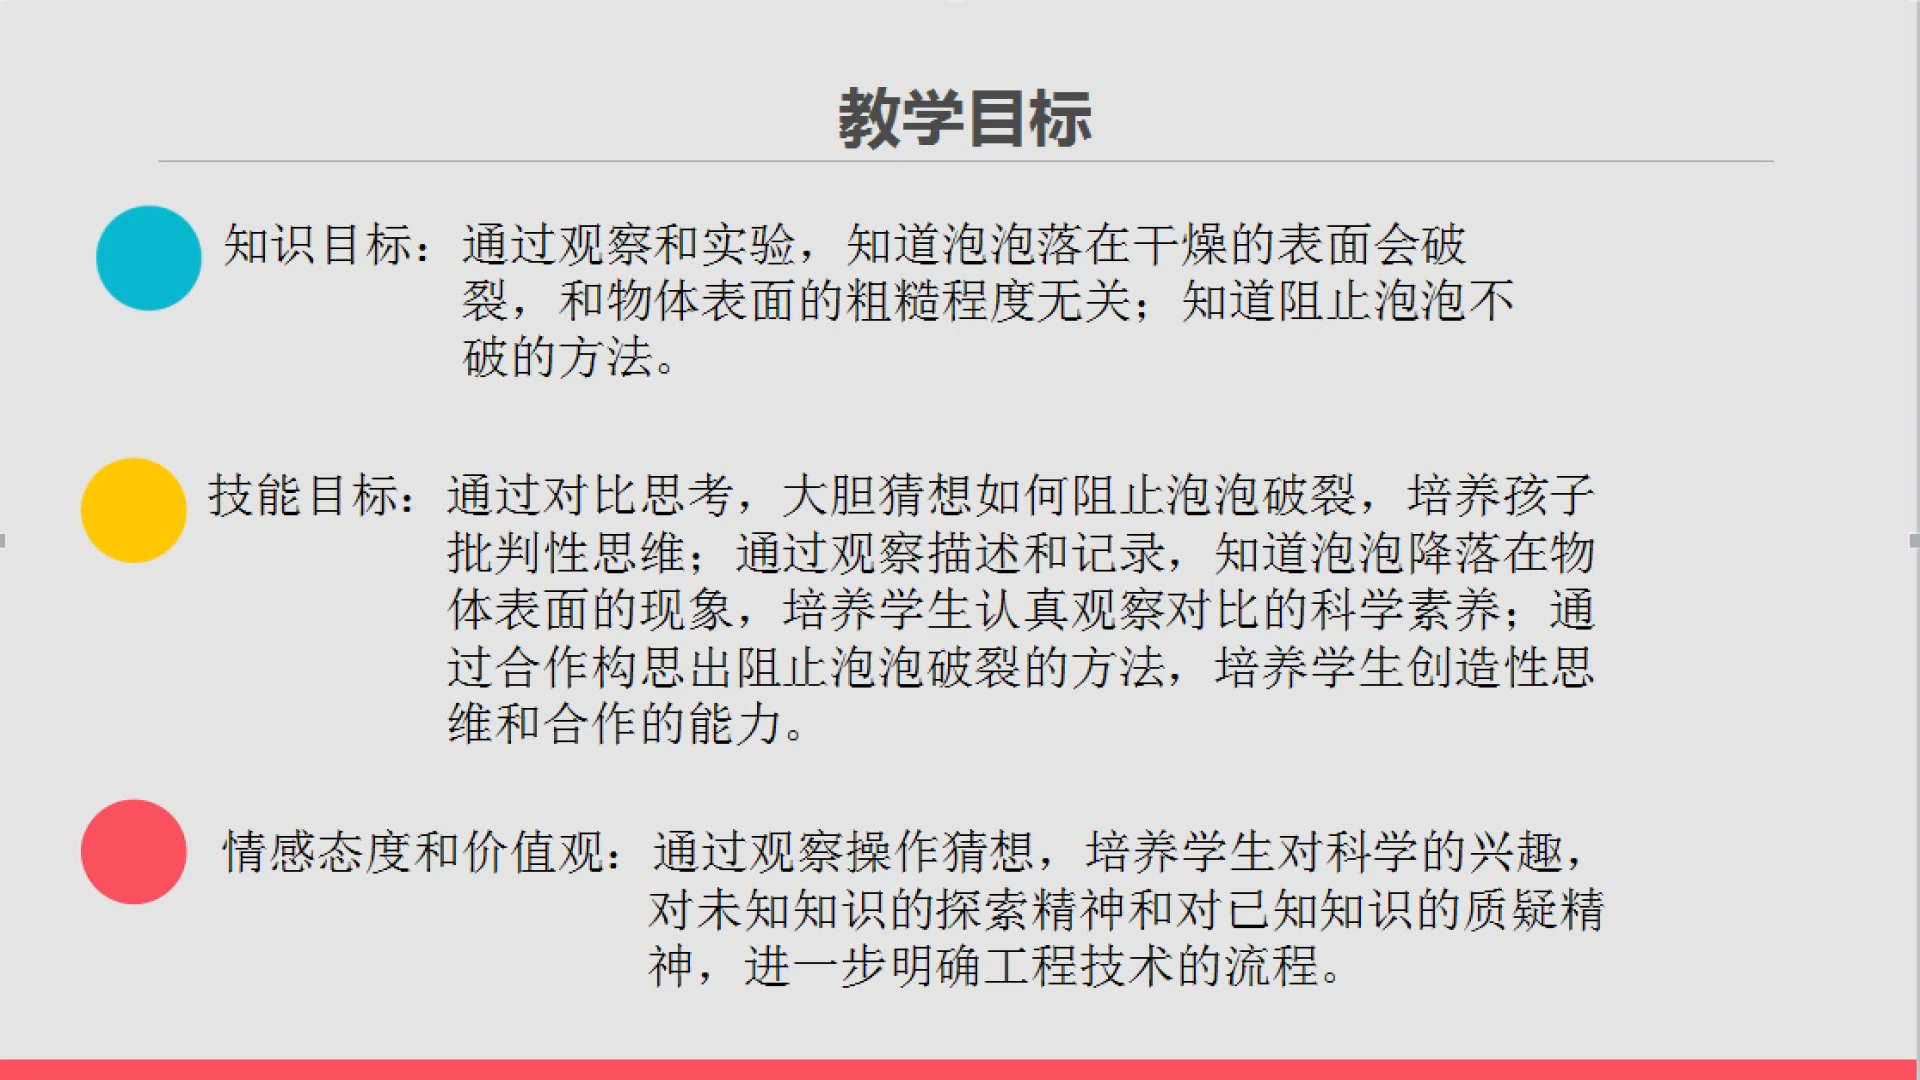 教学目标
知识目标：通过观察和实验，知道泡泡落在干燥的表面会破
裂，和物体表面的粗糙程度无关；知道阻止泡泡不
破的方法。
技能目标：通过对比思考，大胆猜想如何阻止泡泡破裂，培养孩子
批判性思维；通过观察描述和记录，知道泡泡降落在物
体表面的现象，培养学生认真观察对比的科学素养；通
过合作构思出阻止泡泡破裂的方法，培养学生创造性思
维和合作的能力。
情感态度和价值观：通过观察操作猜想，培养学生对科学的兴趣，
对未知知识的探索精神和对已知知识的质疑精
神，进一步明确工程技术的流程。